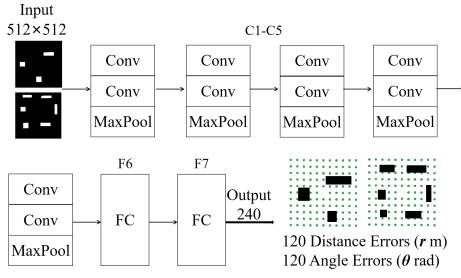 Input
512×512
C1-C5
Conv
Conv
MaxPool
Conv
Conv
MaxPool
Conv
Conv
MaxPool
Conv
Conv
MaxPool
Conv
Conv
MaxPool
F6
FC
F7
FC
Output
240
120 Distance Errors (r m)
120 Angle Errors (θ rad)